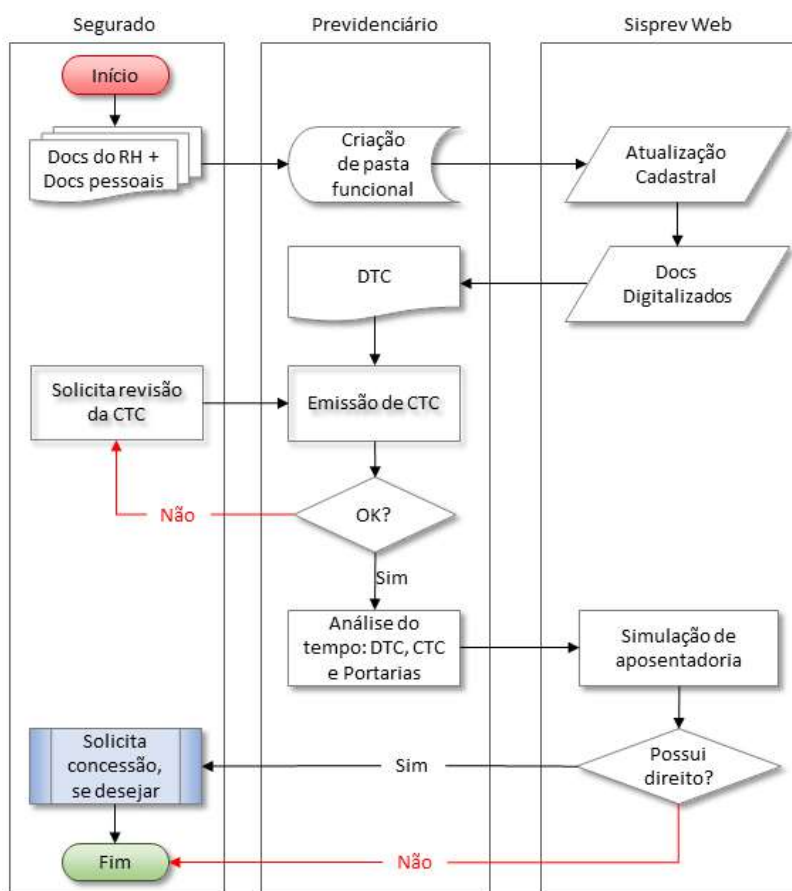 Segurado
Previdenciário
Sisprev Web
Início
Docs do RH +
Docs pessoais
Criação
de pasta
funcional
Atualização
Cadastral
DTC
Docs
Digitalizados
Solicita revisão
da CTC
Emissão de CTC
Não
OK?
Sim
Análise do
tempo: DTC, CTC
e Portarias
Simulação de
aposentadoria
Solicita
concessão,
se desejar
Sim
Possui
direito?
Fim
Não